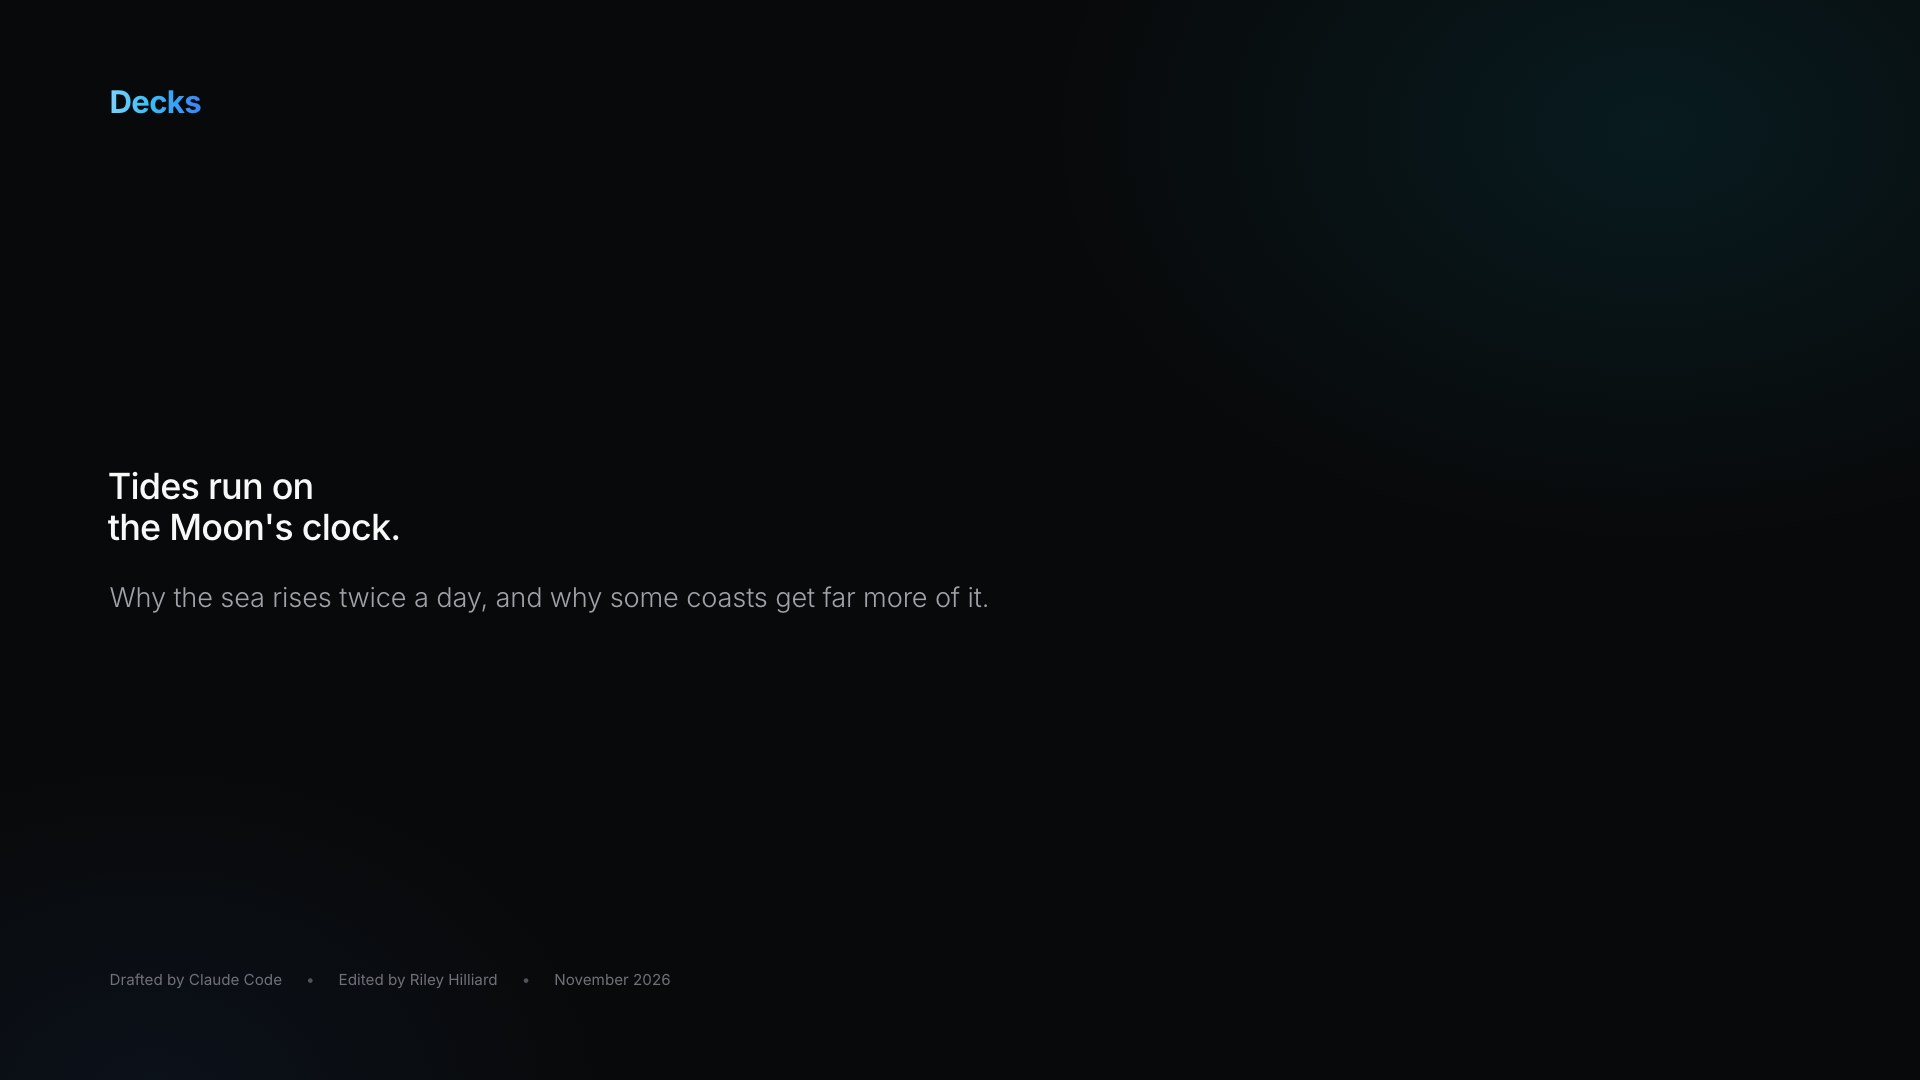 Decks
Tides run on
the Moon's clock.
Why the sea rises twice a day, and why some coasts get far more of it.
Drafted by Claude Code • Edited by Riley Hilliard • November 2026